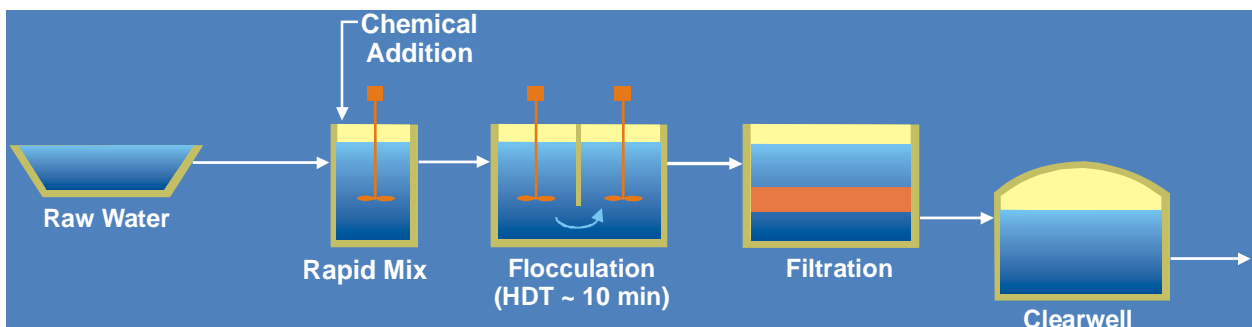 Chemical
Addition
Raw Water
Rapid Mix
Flocculation
(HDT ~ 10 min)
Filtration
Clearwell